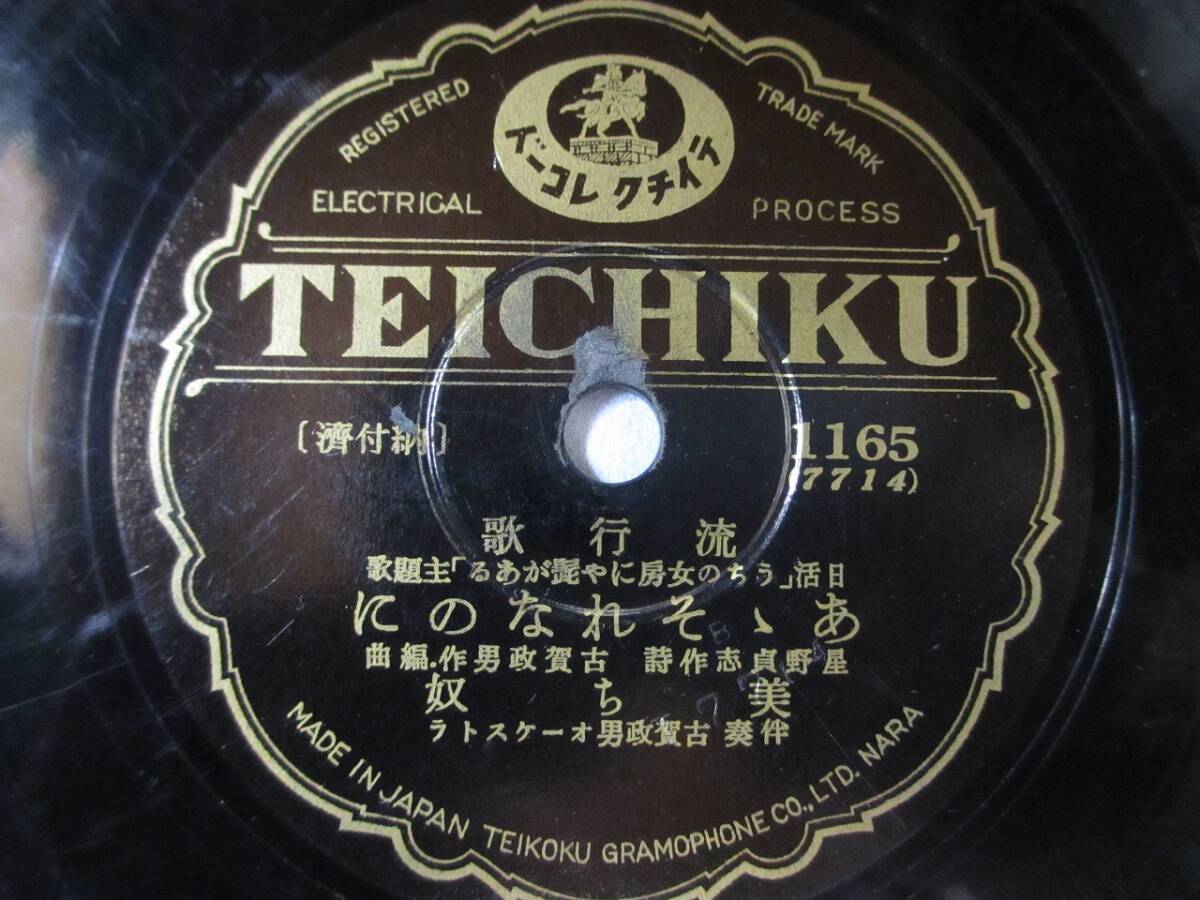 REGISTERED TRADE MARK
テイチクレコード
ELECTRICAL PROCESS
TEICHIKU
[納付濟]
1165
(7714)
流行歌
日活「うちの女房にや髭がある」主題歌
あゝそれなのに
星野貞志作詩 古賀政男作.編曲
美ち奴
伴奏 古賀政男オーケストラ
MADE IN JAPAN TEIKOKU GRAMOPHONE CO., LTD. NARA